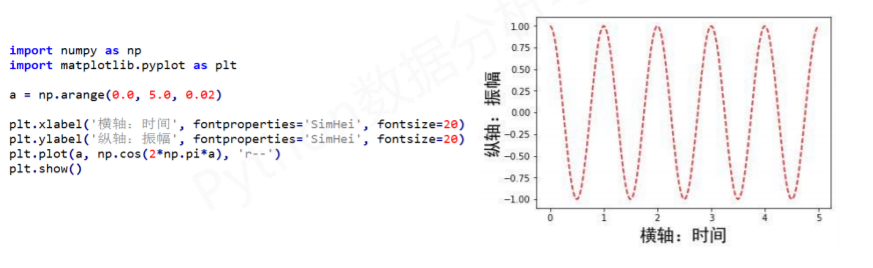 import numpy as np
import matplotlib.pyplot as plt
a = np.arange(0.0, 5.0, 0.02)
plt.xlabel('横轴：时间', fontproperties='SimHei', fontsize=20)
plt.ylabel('纵轴：振幅', fontproperties='SimHei', fontsize=20)
plt.plot(a, np.cos(2*np.pi*a), 'r--')
plt.show()
Python数据分析
纵轴：振幅
1.00
0.75
0.50
0.25
0.00
−0.25
−0.50
−0.75
−1.00
0 1 2 3 4 5
横轴：时间